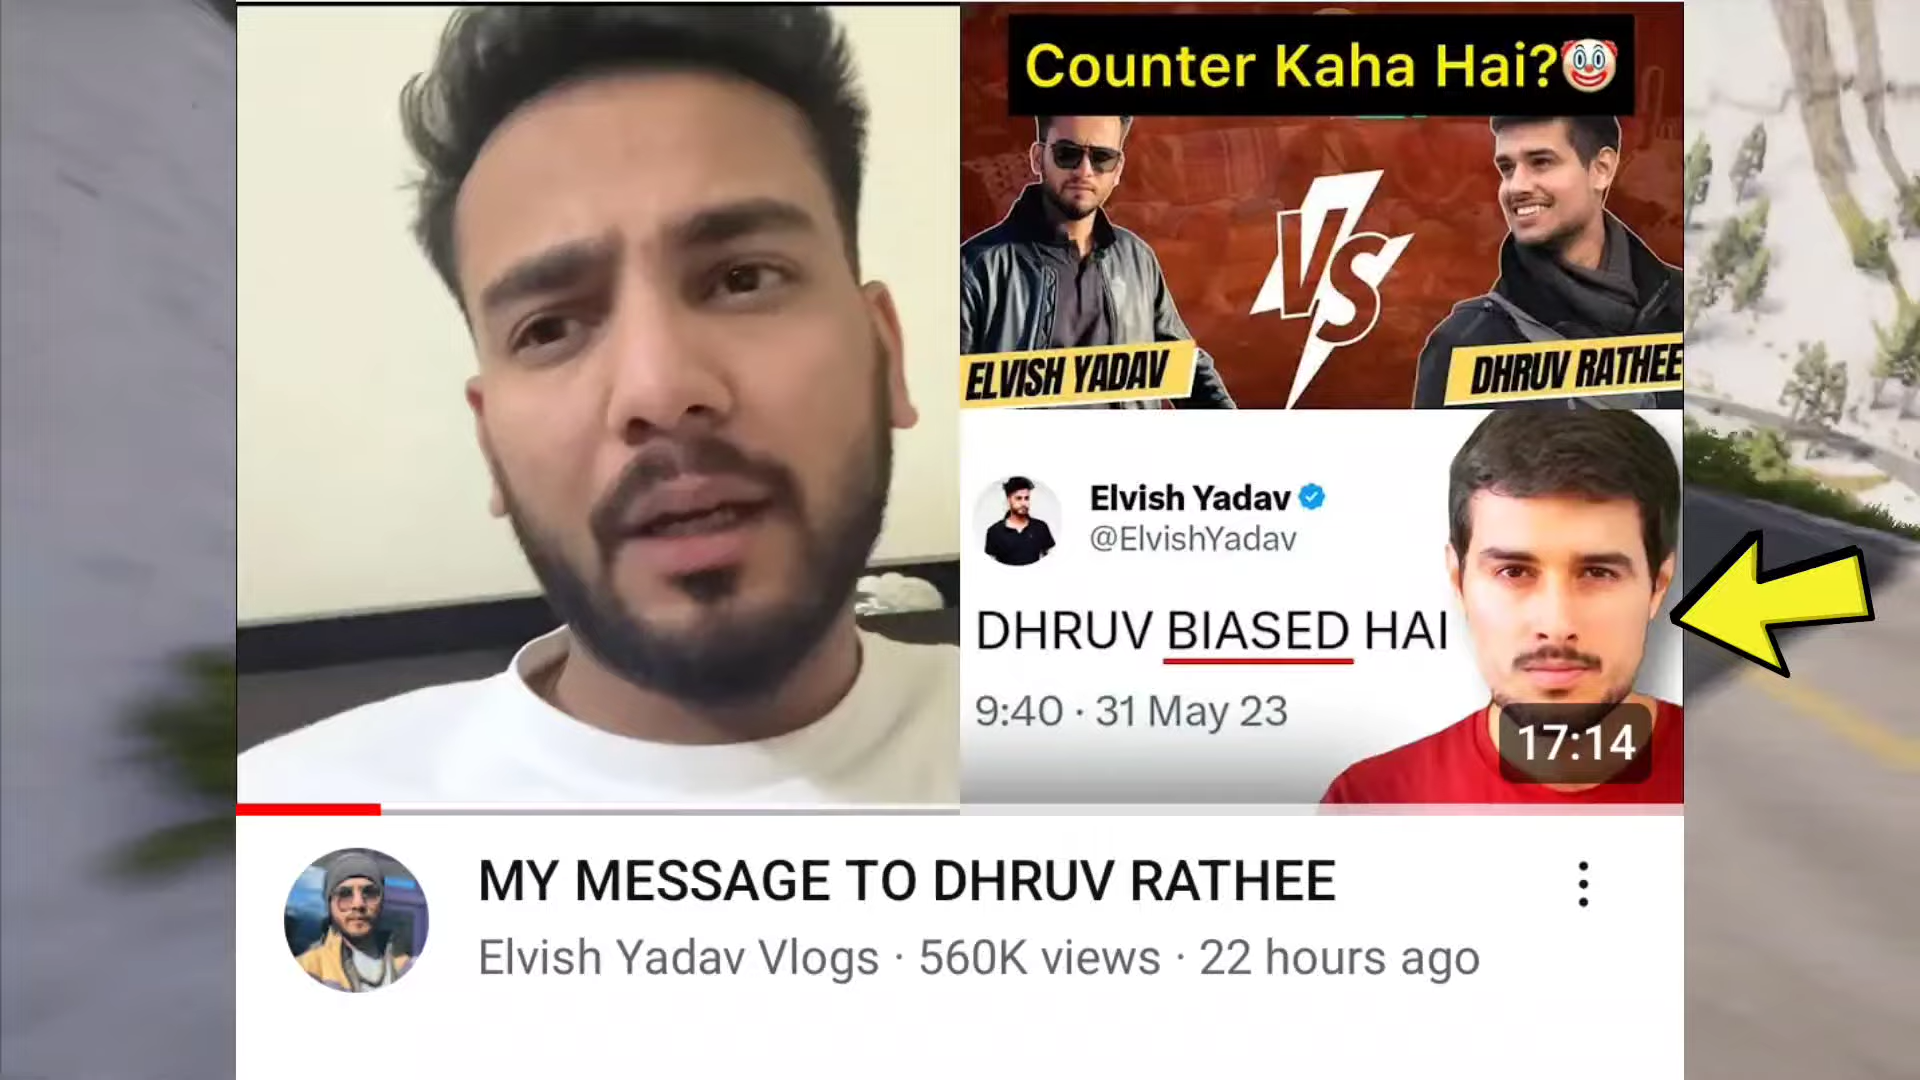 Counter Kaha Hai?🤡
VS
ELVISH YADAV
DHRUV RATHEE
Elvish Yadav
@ElvishYadav
DHRUV BIASED HAI
9:40 · 31 May 23
17:14
MY MESSAGE TO DHRUV RATHEE
Elvish Yadav Vlogs · 560K views · 22 hours ago